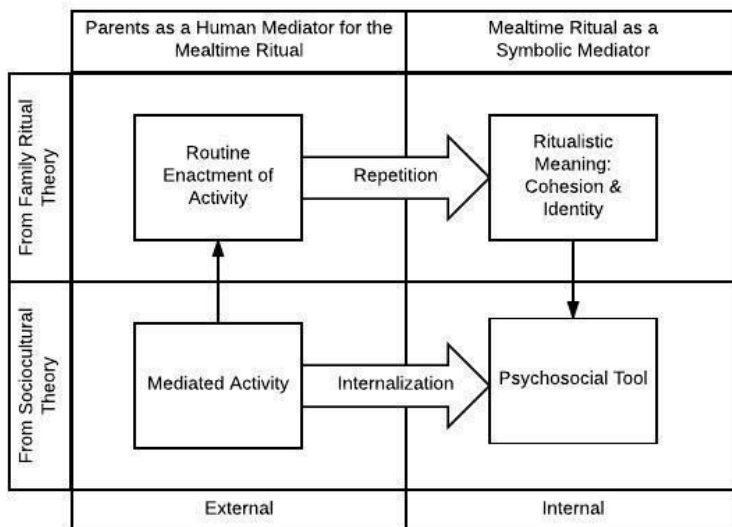 Parents as a Human Mediator for the
Mealtime Ritual
Mealtime Ritual as a
Symbolic Mediator
From Family Ritual
Theory
Routine
Enactment of
Activity
Repetition
Ritualistic
Meaning:
Cohesion &
Identity
From Sociocultural
Theory
Mediated Activity
Internalization
Psychosocial Tool
External
Internal